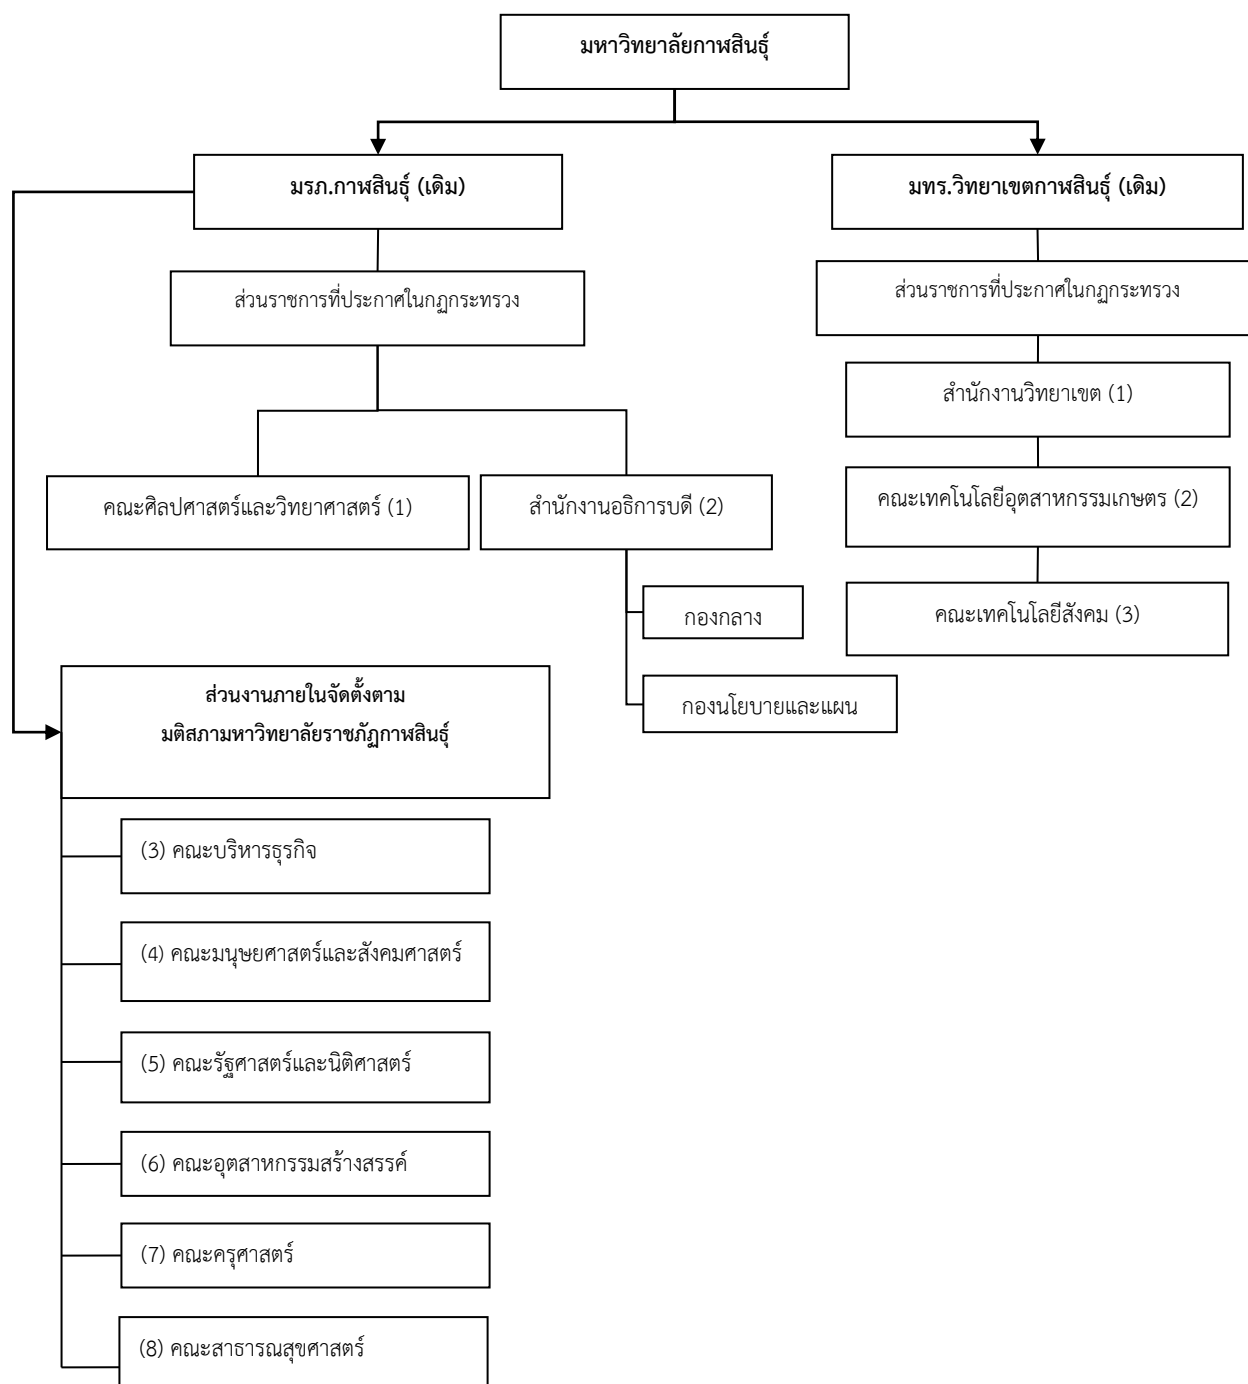 มหาวิทยาลัยกาฬสินธุ์
มรภ.กาฬสินธุ์ (เดิม)
มทร.วิทยาเขตกาฬสินธุ์ (เดิม)
ส่วนราชการที่ประกาศในกฎกระทรวง
ส่วนราชการที่ประกาศในกฎกระทรวง
สำนักงานวิทยาเขต (1)
คณะศิลปศาสตร์และวิทยาศาสตร์ (1)
สำนักงานอธิการบดี (2)
คณะเทคโนโลยีอุตสาหกรรมเกษตร (2)
กองกลาง
คณะเทคโนโลยีสังคม (3)
กองนโยบายและแผน
ส่วนงานภายในจัดตั้งตาม
มติสภามหาวิทยาลัยราชภัฏกาฬสินธุ์
(3) คณะบริหารธุรกิจ
(4) คณะมนุษยศาสตร์และสังคมศาสตร์
(5) คณะรัฐศาสตร์และนิติศาสตร์
(6) คณะอุตสาหกรรมสร้างสรรค์
(7) คณะครุศาสตร์
(8) คณะสาธารณสุขศาสตร์